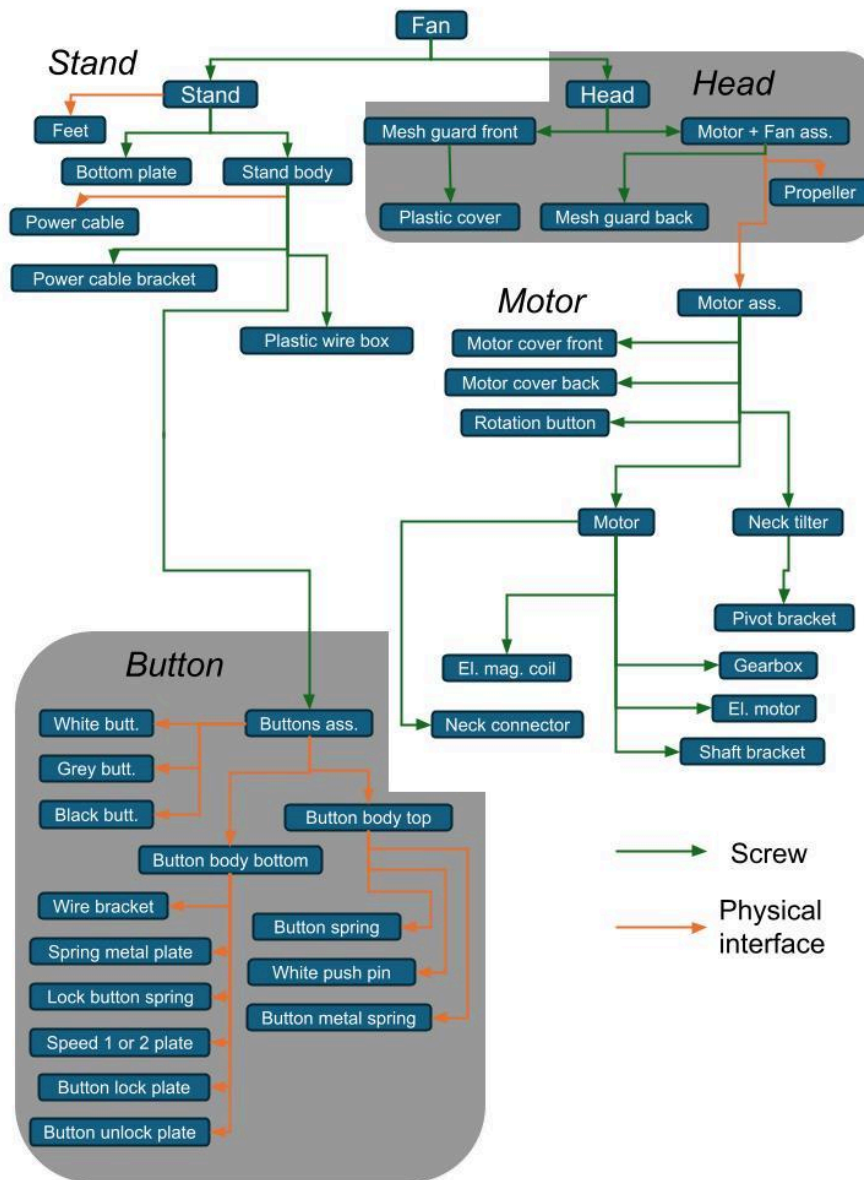 Fan
Stand
Head
Stand
Head
Feet
Mesh guard front
Motor + Fan ass.
Bottom plate
Stand body
Propeller
Power cable
Plastic cover
Mesh guard back
Power cable bracket
Motor
Motor ass.
Plastic wire box
Motor cover front
Motor cover back
Rotation button
Motor
Neck tilter
Pivot bracket
Button
El. mag. coil
Gearbox
White butt.
Buttons ass.
Neck connector
El. motor
Grey butt.
Shaft bracket
Black butt.
Button body top
Button body bottom
Screw
Wire bracket
Button spring
Physical
interface
Spring metal plate
White push pin
Lock button spring
Button metal spring
Speed 1 or 2 plate
Button lock plate
Button unlock plate